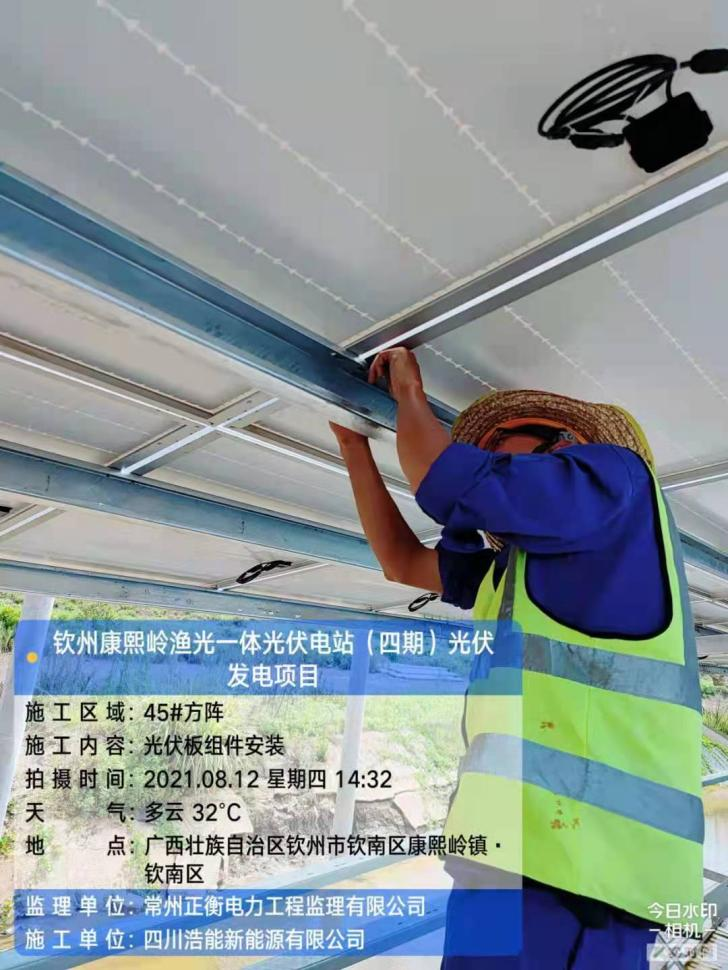 钦州康熙岭渔光一体光伏电站（四期）光伏
发电项目
施工区域：45#方阵
施工内容：光伏板组件安装
拍摄时间：2021.08.12 星期四 14:32
天气：多云 32℃
地点：广西壮族自治区钦州市钦南区康熙岭镇·
钦南区
监理单位：常州正衡电力工程监理有限公司
施工单位：四川浩能新能源有限公司
今日水印
－相机－